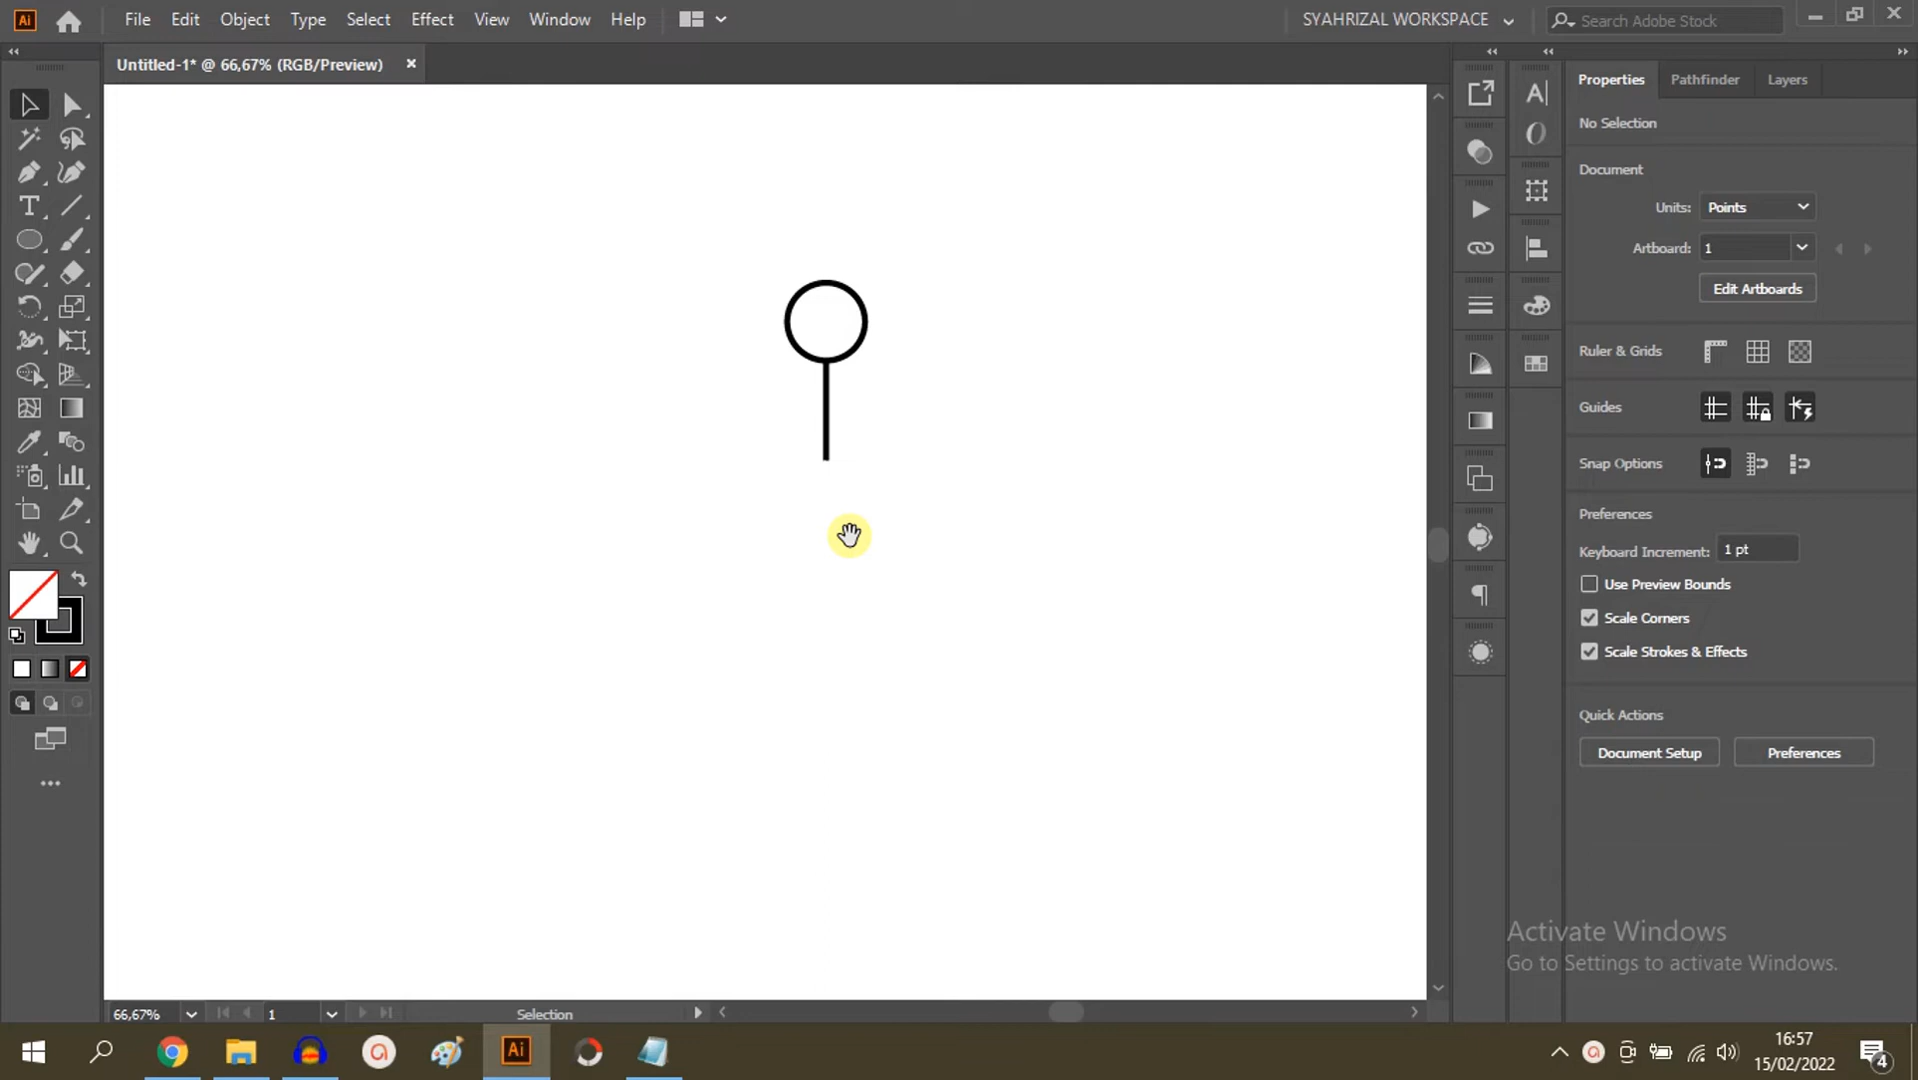 Ai File Edit Object Type Select Effect View Window Help SYAHRIZAL WORKSPACE Search Adobe Stock
Untitled-1* @ 66,67% (RGB/Preview)
Properties Pathfinder Layers
No Selection
Document
Units: Points
Artboard: 1
Edit Artboards
Ruler & Grids
Guides
Snap Options
Preferences
Keyboard Increment: 1 pt
Use Preview Bounds
Scale Corners
Scale Strokes & Effects
Quick Actions
Document Setup Preferences
Activate Windows
Go to Settings to activate Windows.
66,67% 1 Selection
Ai
16:57
15/02/2022
4